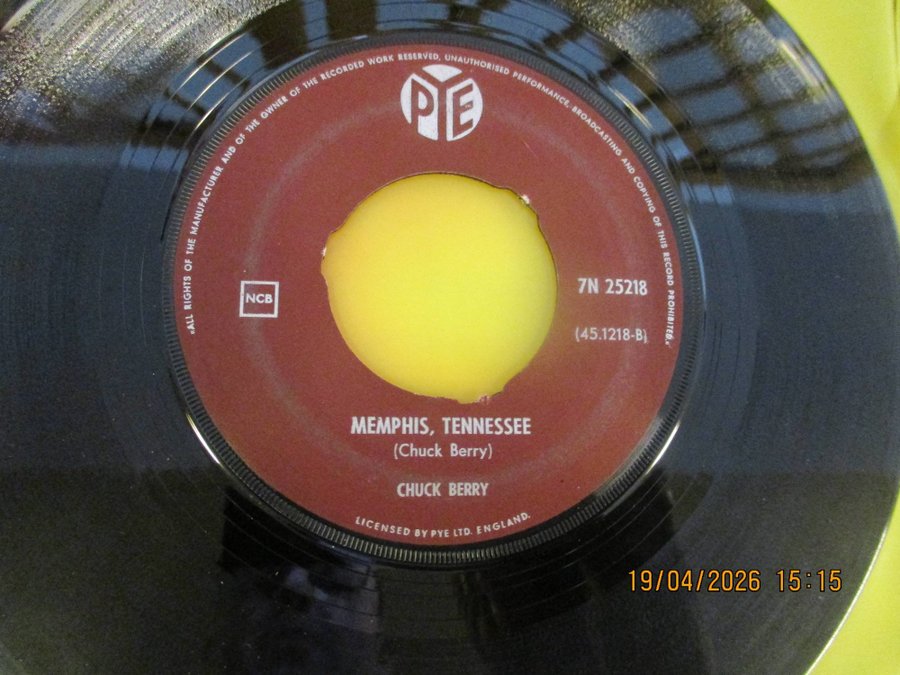 »ALL RIGHTS OF THE MANUFACTURER AND OF THE OWNER OF THE RECORDED WORK RESERVED, UNAUTHORISED PERFORMANCE, BROADCASTING AND COPYING OF THIS RECORD PROHIBITED.«
PYE
NCB
7N 25218
(45.1218-B)
MEMPHIS, TENNESSEE
(Chuck Berry)
CHUCK BERRY
LICENSED BY PYE LTD. ENGLAND.
19/04/2026 15:15